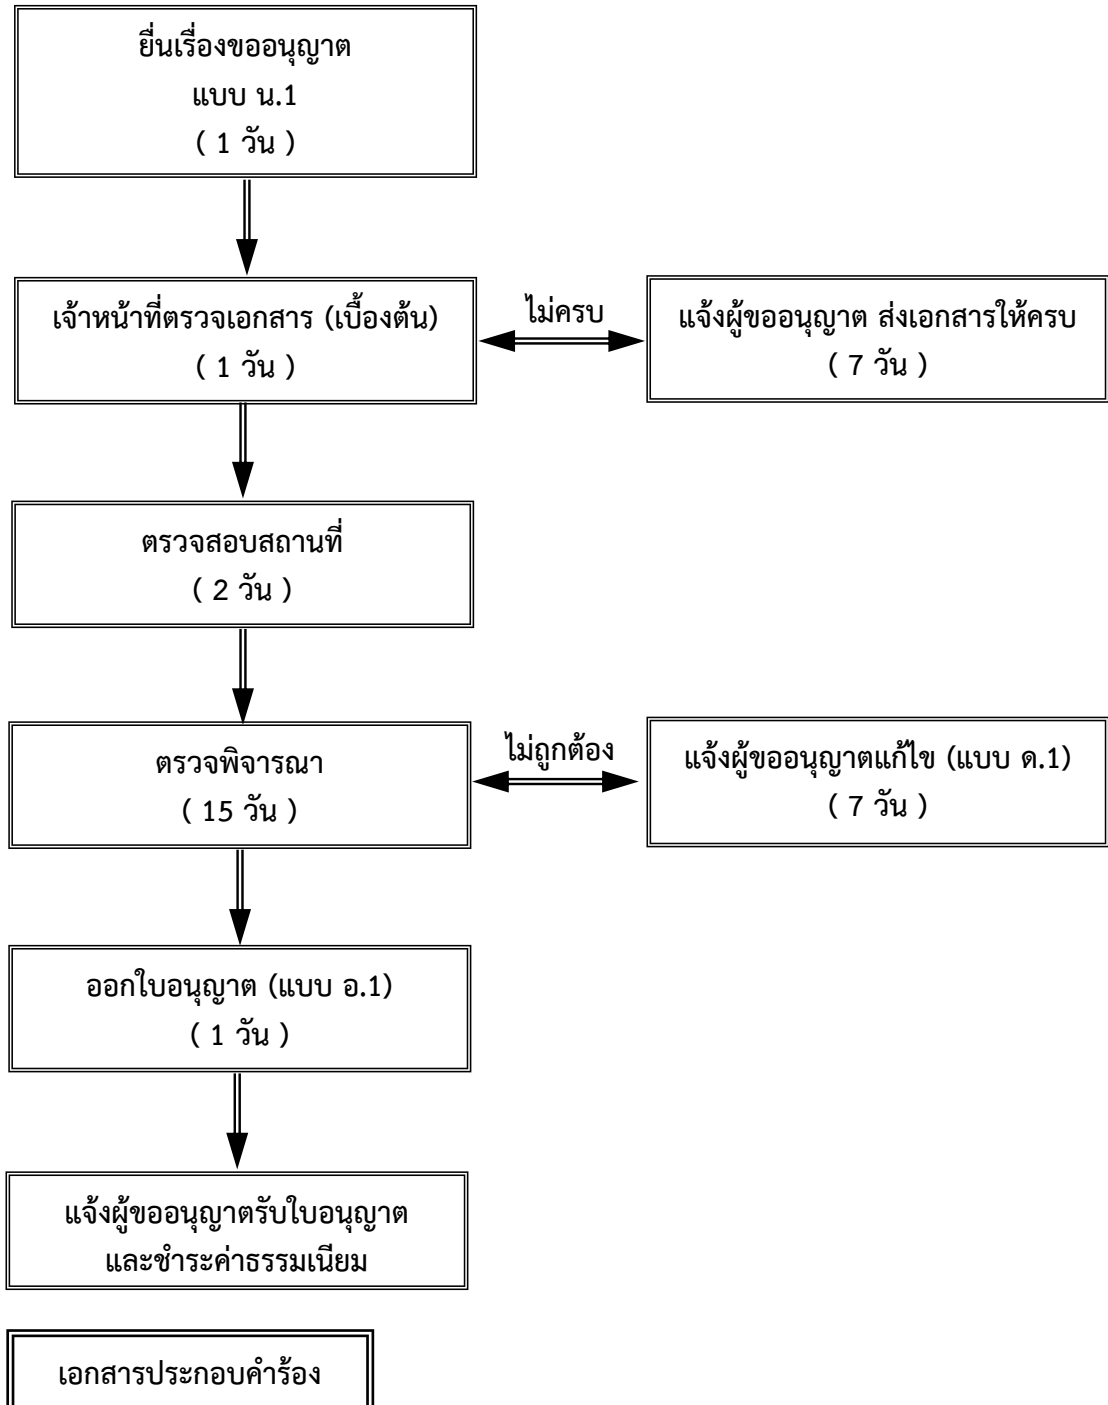 ยื่นเรื่องขออนุญาต
แบบ น.1
( 1 วัน )
เจ้าหน้าที่ตรวจเอกสาร (เบื้องต้น)
( 1 วัน )
ไม่ครบ
แจ้งผู้ขออนุญาต ส่งเอกสารให้ครบ
( 7 วัน )
ตรวจสอบสถานที่
( 2 วัน )
ตรวจพิจารณา
( 15 วัน )
ไม่ถูกต้อง
แจ้งผู้ขออนุญาตแก้ไข (แบบ ด.1)
( 7 วัน )
ออกใบอนุญาต (แบบ อ.1)
( 1 วัน )
แจ้งผู้ขออนุญาตรับใบอนุญาต
และชำระค่าธรรมเนียม
เอกสารประกอบคำร้อง